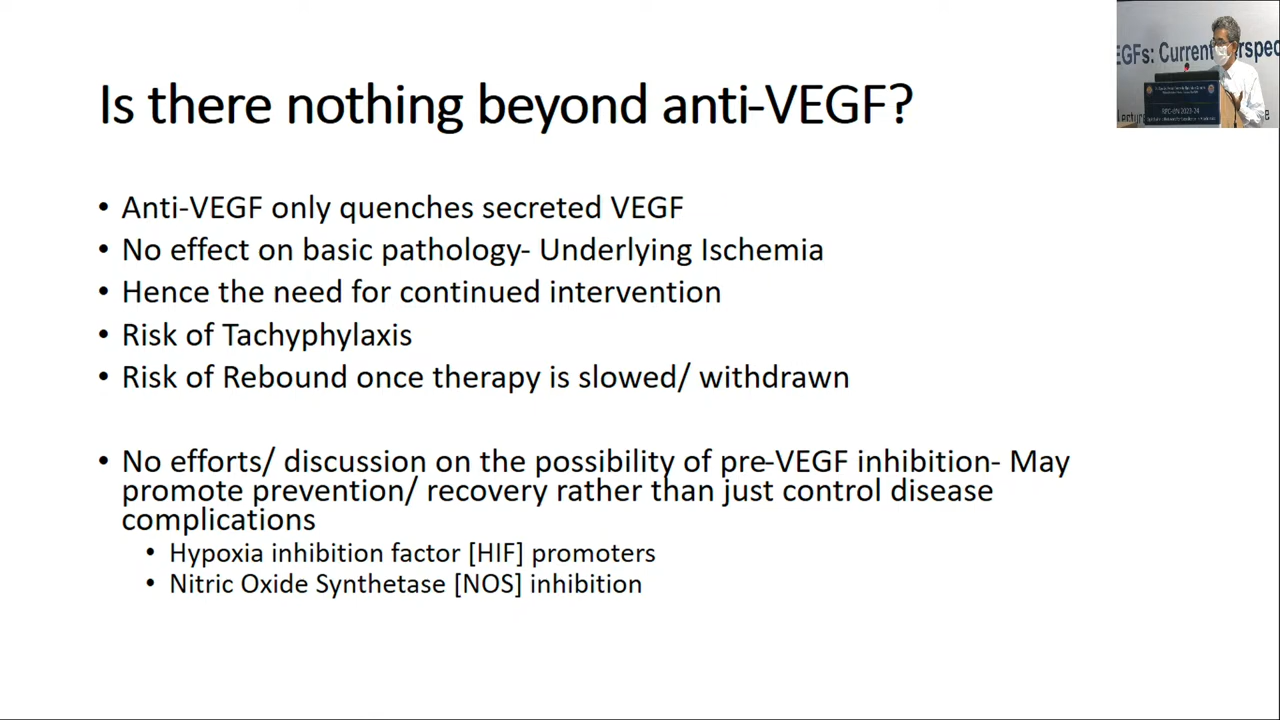 Is there nothing beyond anti-VEGF?
• Anti-VEGF only quenches secreted VEGF
• No effect on basic pathology- Underlying Ischemia
• Hence the need for continued intervention
• Risk of Tachyphylaxis
• Risk of Rebound once therapy is slowed/ withdrawn
• No efforts/ discussion on the possibility of pre-VEGF inhibition- May
promote prevention/ recovery rather than just control disease
complications
• Hypoxia inhibition factor [HIF] promoters
• Nitric Oxide Synthetase [NOS] inhibition
EGFs: Current